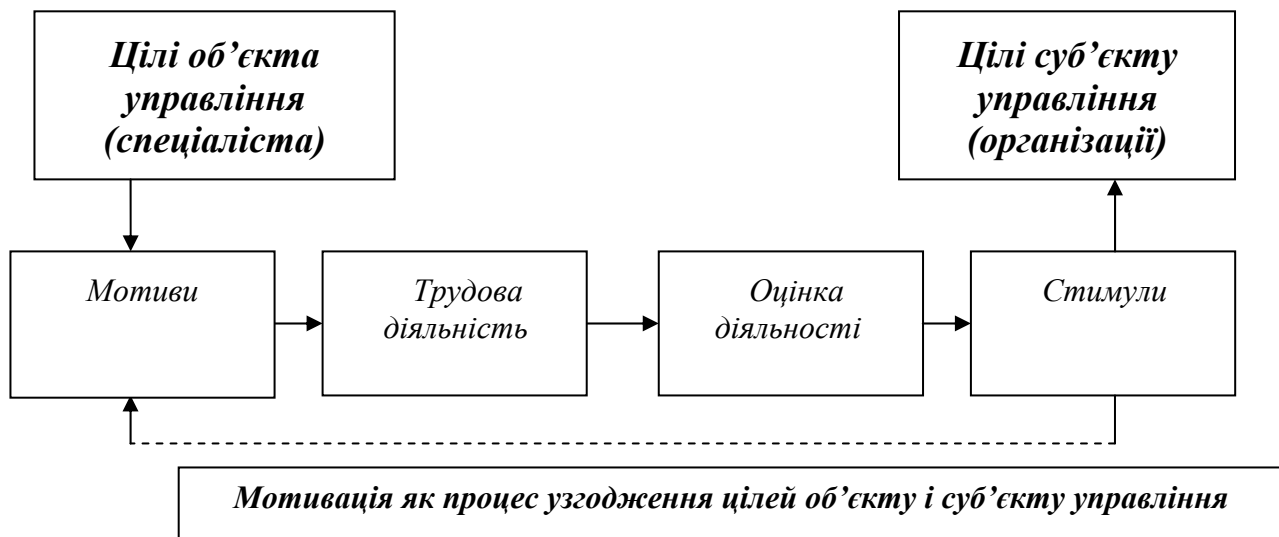 Цілі об’єкта
управління
(спеціаліста)
Цілі суб’єкту
управління
(організації)
Мотиви
Трудова
діяльність
Оцінка
діяльності
Стимули
Мотивація як процес узгодження цілей об’єкту і суб’єкту управління